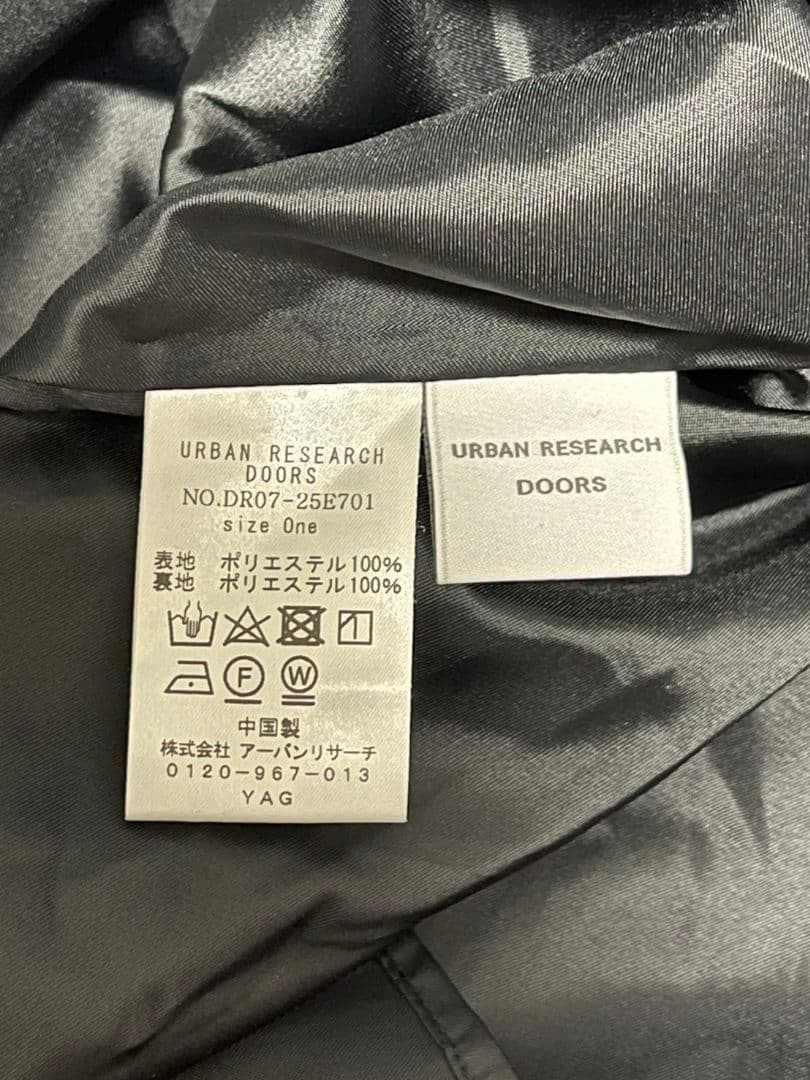 URBAN RESEARCH
DOORS
NO.DR07-25E701
size One
表地 ポリエステル100%
裏地 ポリエステル100%
F W
中国製
株式会社 アーバンリサーチ
0120-967-013
YAG
URBAN RESEARCH
DOORS